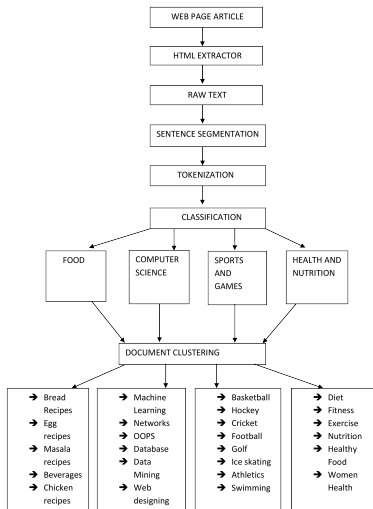 WEB PAGE ARTICLE
HTML EXTRACTOR
RAW TEXT
SENTENCE SEGMENTATION
TOKENIZATION
CLASSIFICATION
FOOD
COMPUTER
SCIENCE
SPORTS
AND
GAMES
HEALTH AND
NUTRITION
DOCUMENT CLUSTERING
➔ Bread
Recipes
➔ Egg
recipes
➔ Masala
recipes
➔ Beverages
➔ Chicken
recipes
➔ Machine
Learning
➔ Networks
➔ OOPS
➔ Database
➔ Data
Mining
➔ Web
designing
➔ Basketball
➔ Hockey
➔ Cricket
➔ Football
➔ Golf
➔ Ice skating
➔ Athletics
➔ Swimming
➔ Diet
➔ Fitness
➔ Exercise
➔ Nutrition
➔ Healthy
Food
➔ Women
Health